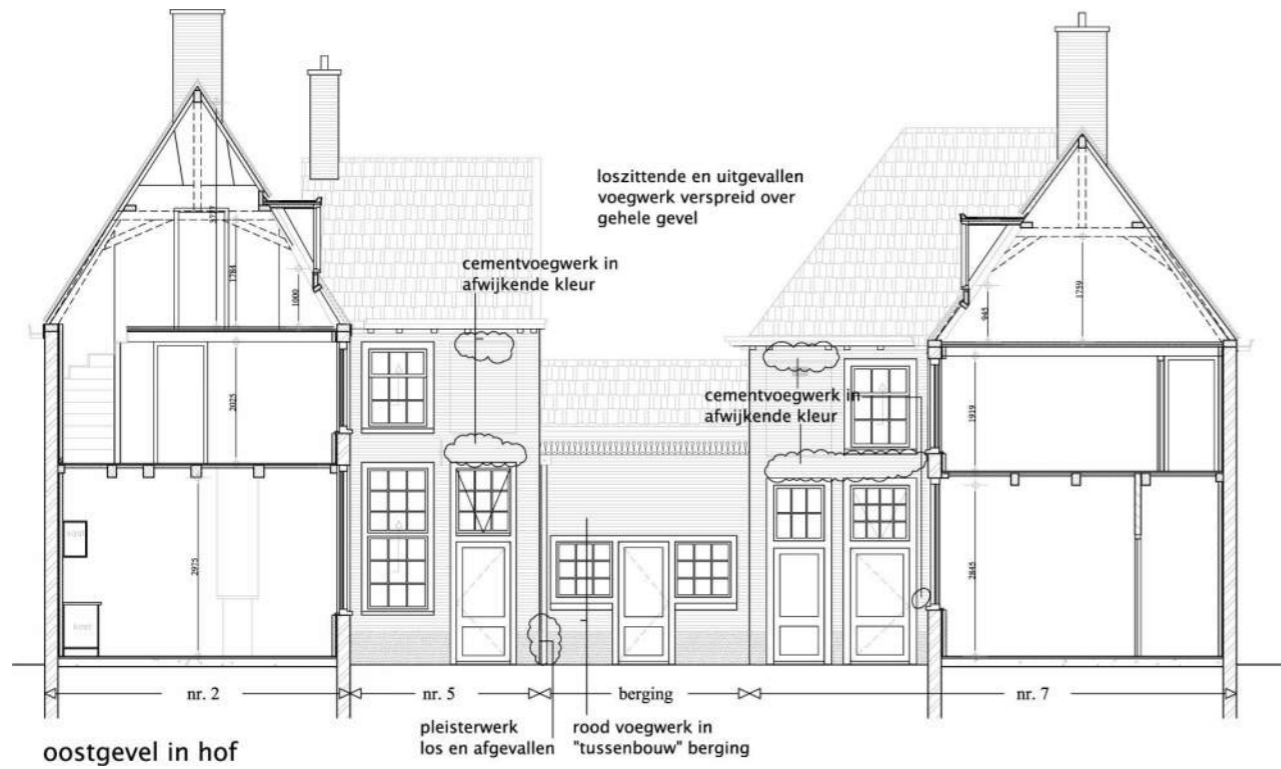 loszittende en uitgevallen
voegwerk verspreid over
gehele gevel
cementvoegwerk in
afwijkende kleur
1784
1000
945
1759
cementvoegwerk in
afwijkende kleur
2025
1919
2975
2845
nr. 2
nr. 5
berging
nr. 7
pleisterwerk
los en afgevallen
rood voegwerk in
"tussenbouw" berging
oostgevel in hof